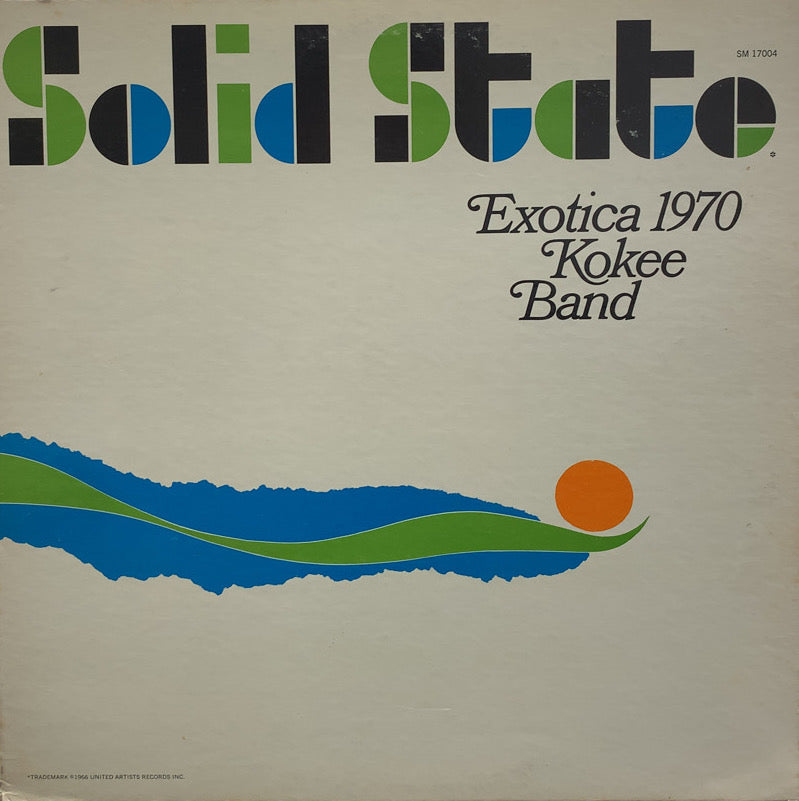 Solid State*
SM 17004
Exotica 1970
Kokee
Band
*TRADEMARK ©1966 UNITED ARTISTS RECORDS INC.